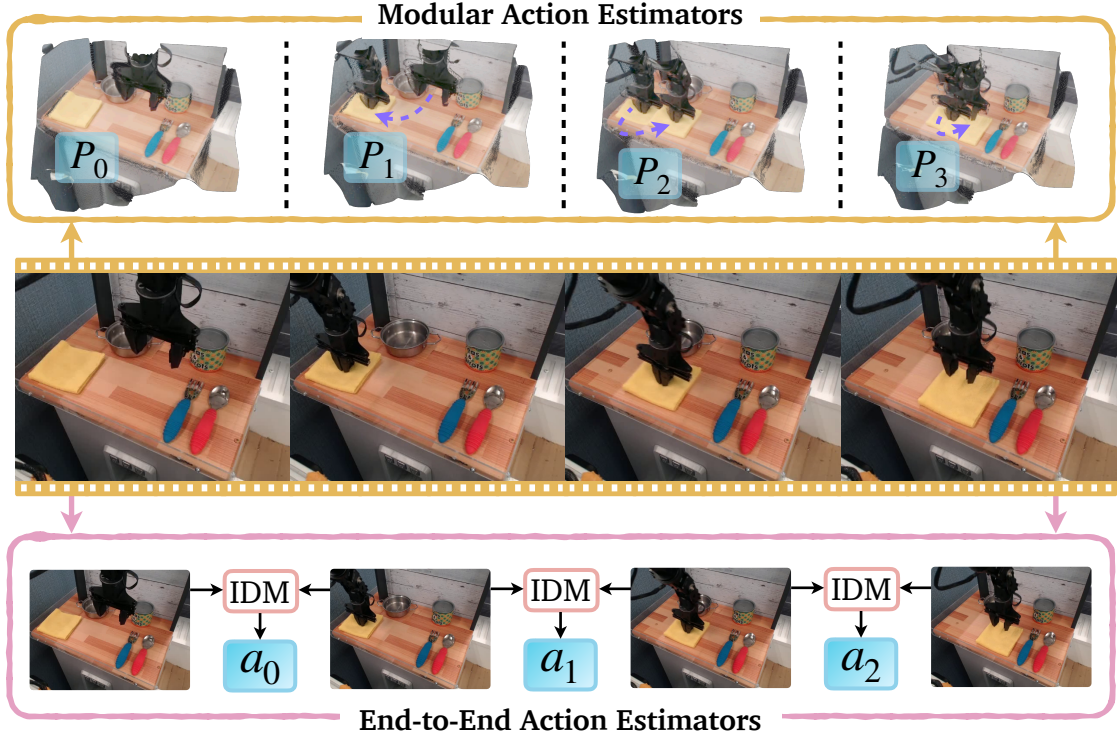 Modular Action Estimators
P0 P1 P2 P3
IDM IDM IDM
a0 a1 a2
End-to-End Action Estimators